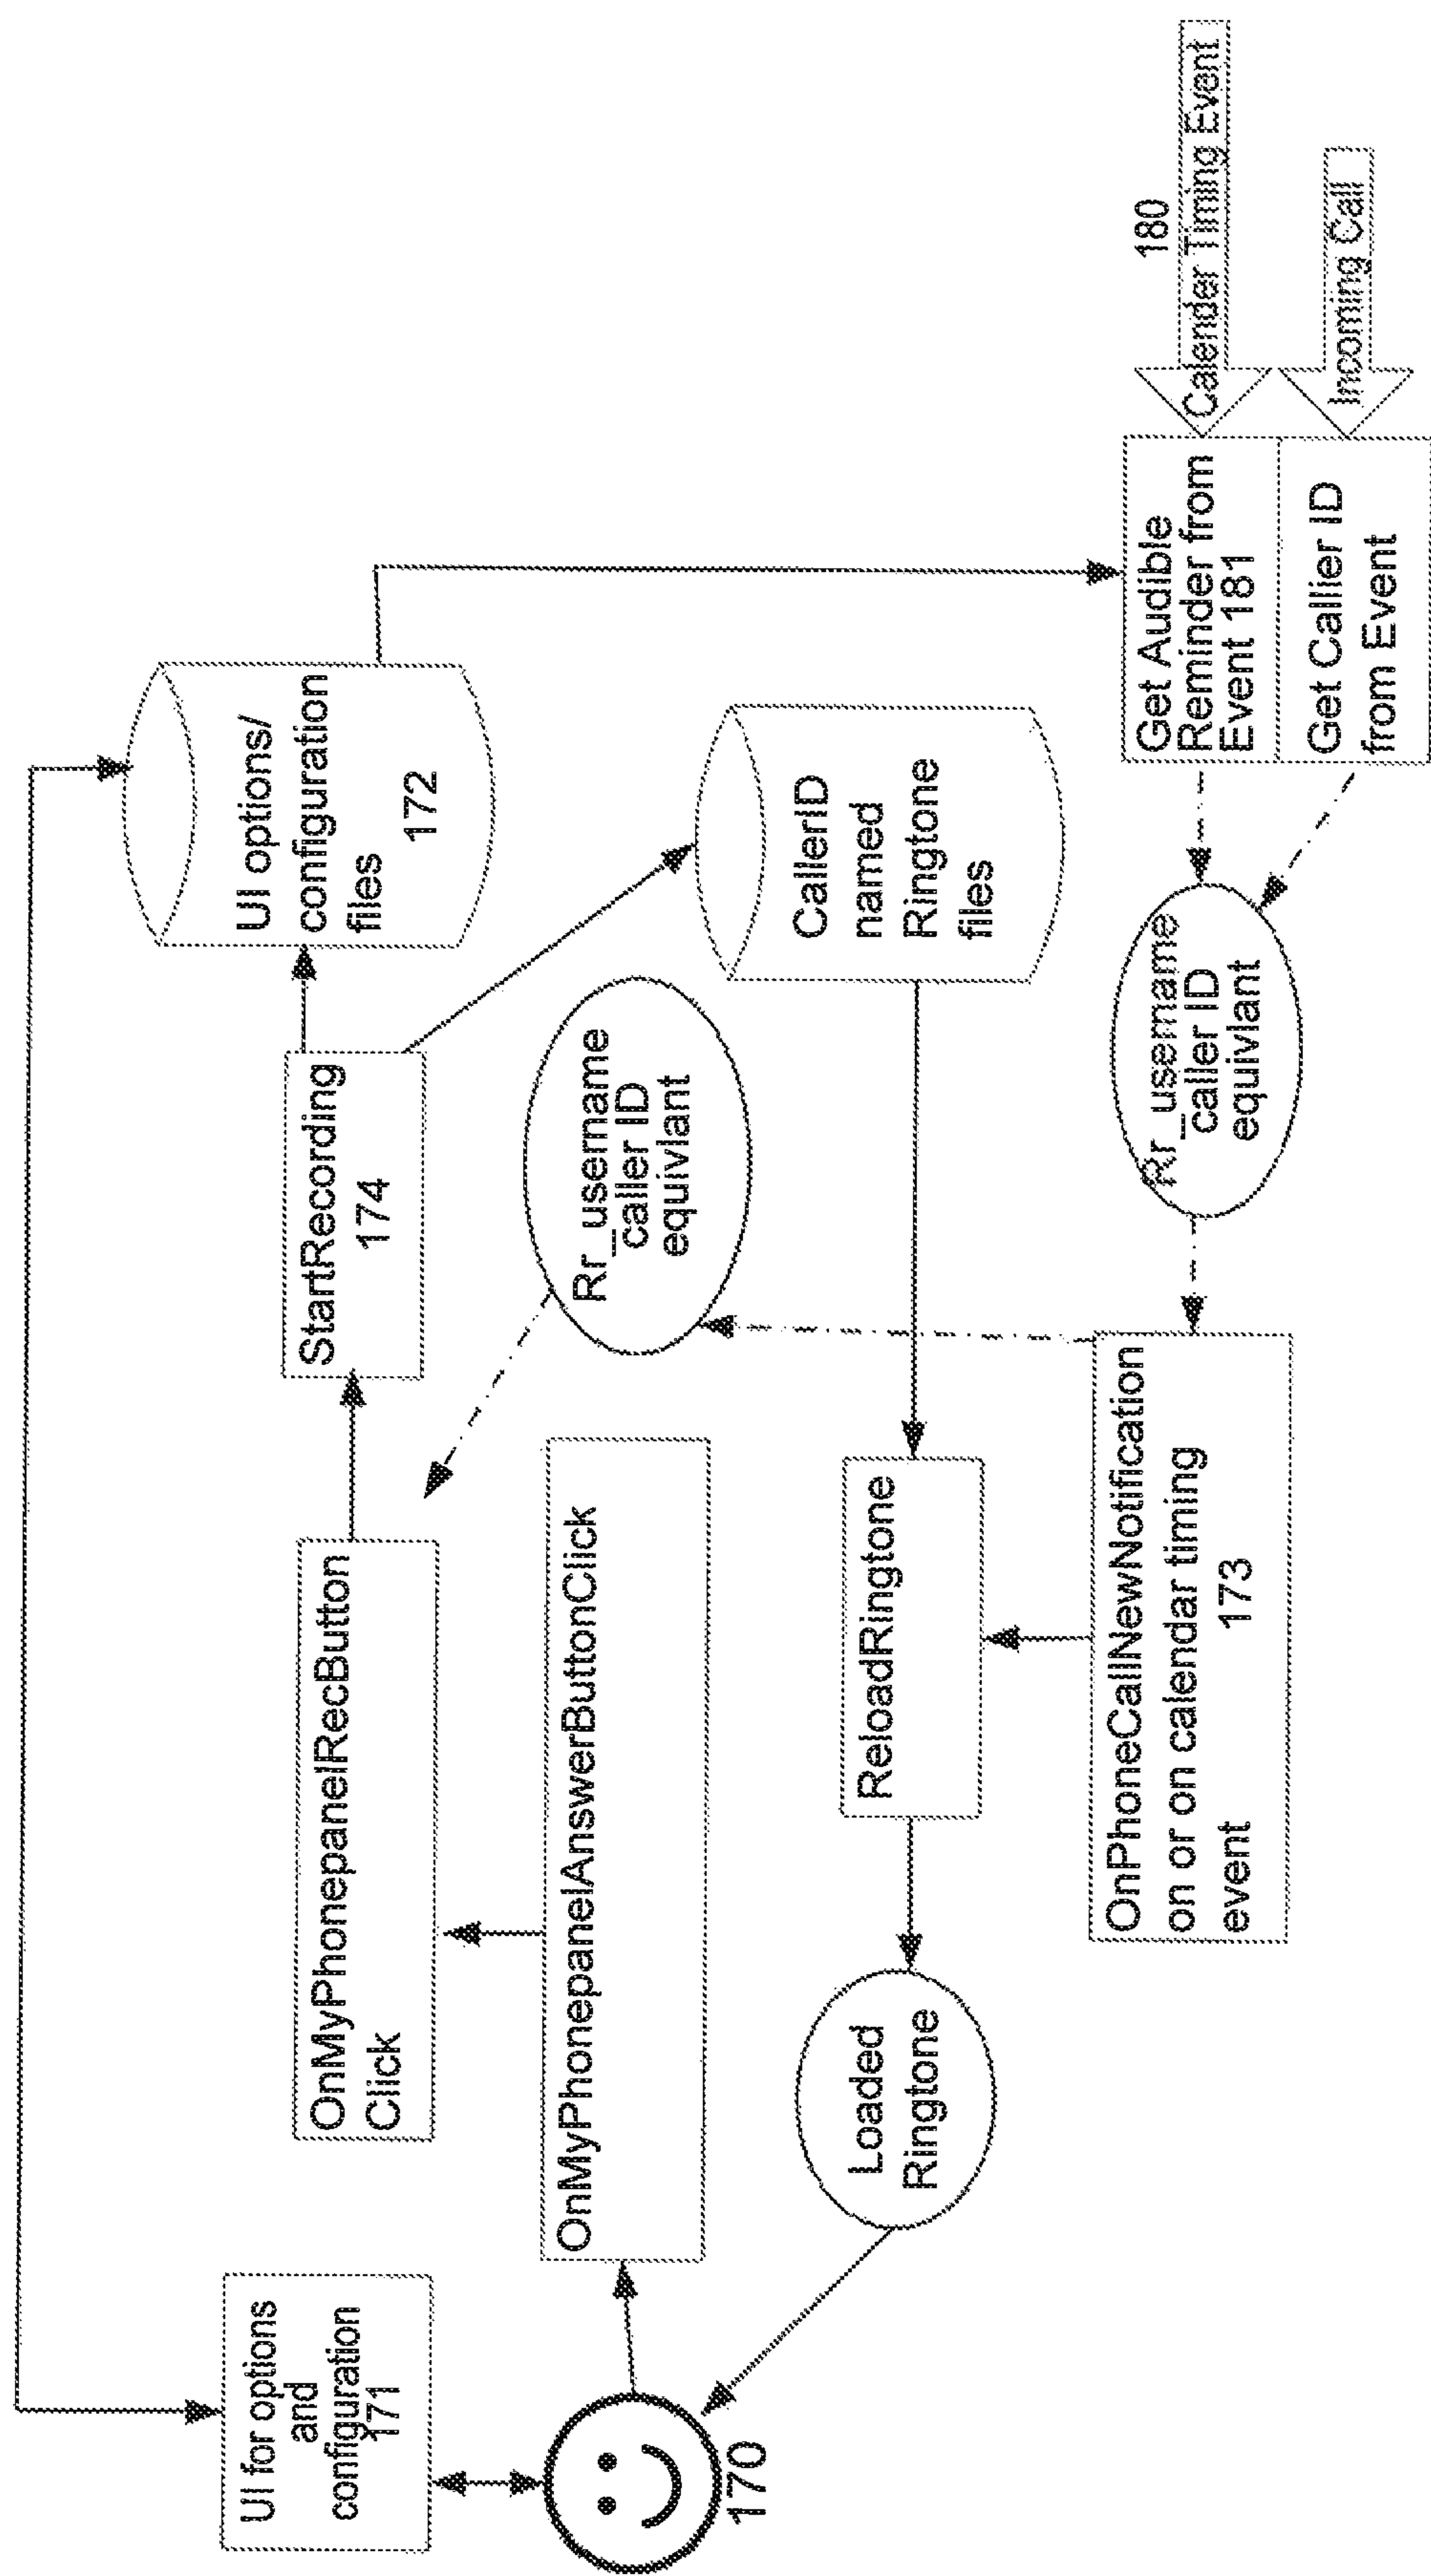 UI for options
and
configuration
171
170
OnMyPhonepanelRecButton
Click
OnMyPhonepanelAnswerButtonClick
Loaded
Ringtone
ReloadRingtone
OnPhoneCallNewNotification
on or on calendar timing
event 173
StartRecording
174
Rr_username
_caller ID
equivlant
UI options/
configuration
files
172
CallerID
named
Ringtone
files
Rr_username
_caller ID
equivlant
Get Audible
Reminder from
Event 181
Get Callier ID
from Event
180
Calender Timing Event
Incoming Call